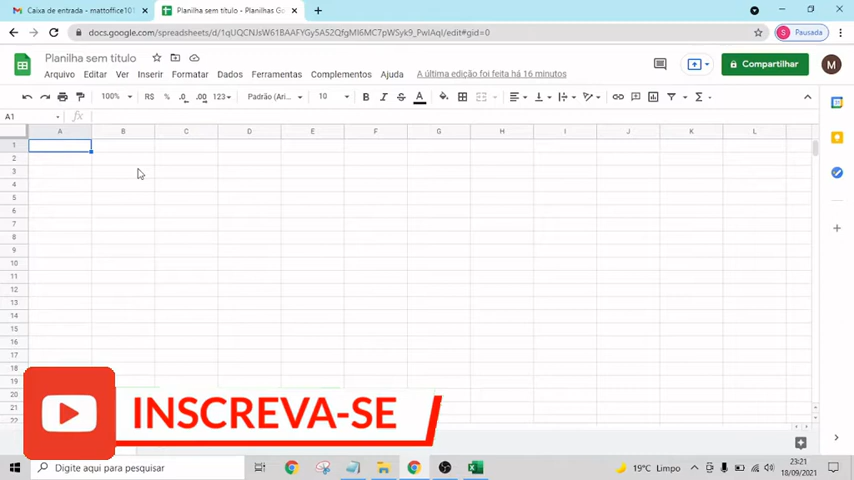 Caixa de entrada - mattoffice101
Planilha sem título - Planilhas Go
docs.google.com/spreadsheets/d/1qUQCNJsW61BAAFYgSA52QfgMI6MC7pWSyk9_PwIAqI/edit#gid=0
Pausada
Planilha sem título
Arquivo Editar Ver Inserir Formatar Dados Ferramentas Complementos Ajuda A última edição foi feita há 16 minutos
Compartilhar
M
100% R$ % .0 .00 123 Padrão (Ari... 10 B I S A
A1 fx
A B C D E F G H I J K L
1
2
3
4
5
6
7
8
9
10
11
12
13
14
15
16
17
18
19
20
21
22
INSCREVA-SE
Digite aqui para pesquisar
19°C Limpo
23:21
18/09/2021